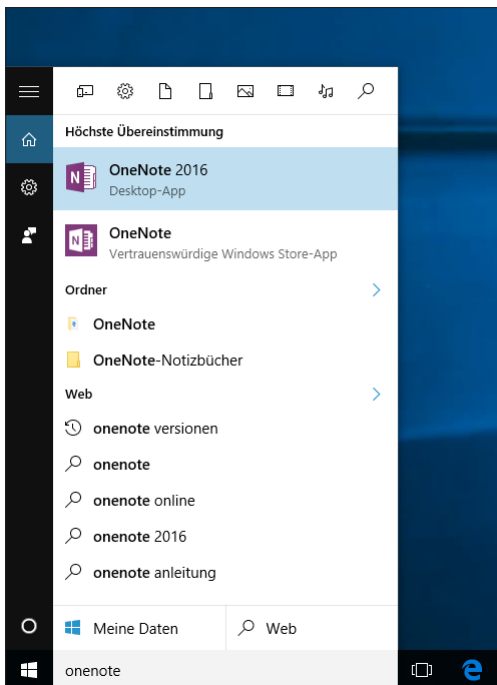 Höchste Übereinstimmung
OneNote 2016
Desktop-App
OneNote
Vertrauenswürdige Windows Store-App
Ordner
OneNote
OneNote-Notizbücher
Web
onenote versionen
onenote
onenote online
onenote 2016
onenote anleitung
Meine Daten
Web
onenote